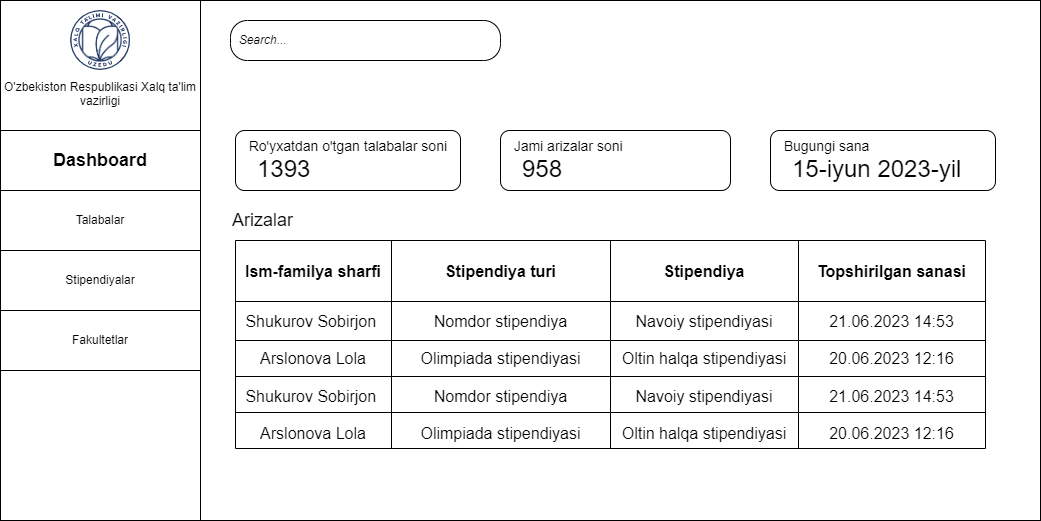 XALQ TA'LIMI VAZIRLIGI
UZEDU
O'zbekiston Respublikasi Xalq ta'lim
vazirligi
Dashboard
Talabalar
Stipendiyalar
Fakultetlar
Search...
Ro'yxatdan o'tgan talabalar soni
1393
Jami arizalar soni
958
Bugungi sana
15-iyun 2023-yil
Arizalar
Ism-familya sharfi Stipendiya turi Stipendiya Topshirilgan sanasi
Shukurov Sobirjon Nomdor stipendiya Navoiy stipendiyasi 21.06.2023 14:53
Arslonova Lola Olimpiada stipendiyasi Oltin halqa stipendiyasi 20.06.2023 12:16
Shukurov Sobirjon Nomdor stipendiya Navoiy stipendiyasi 21.06.2023 14:53
Arslonova Lola Olimpiada stipendiyasi Oltin halqa stipendiyasi 20.06.2023 12:16